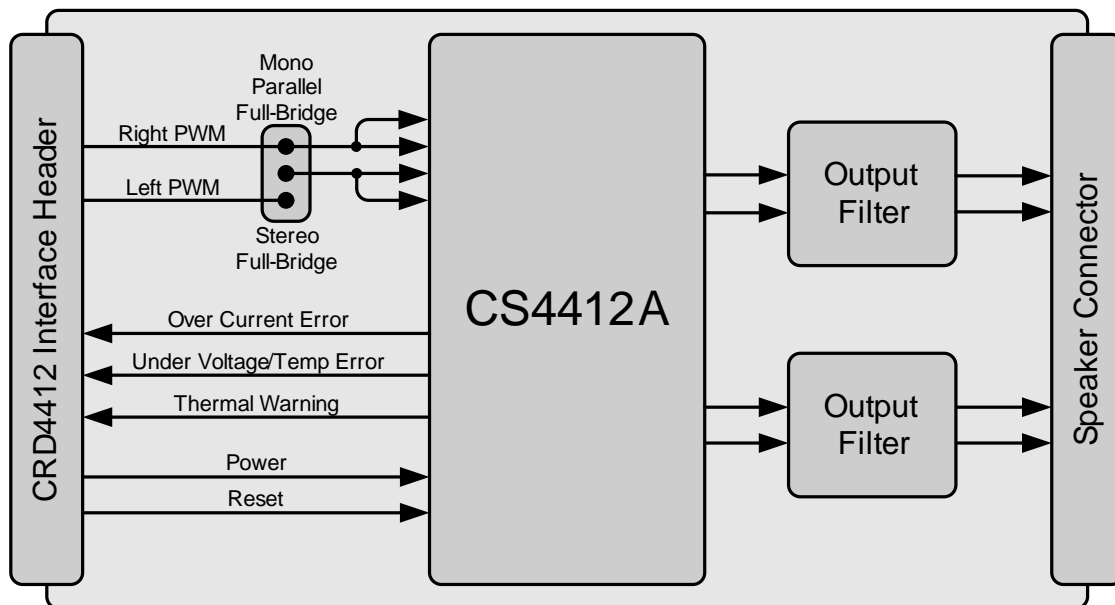 CRD4412 Interface Header
Mono
Parallel
Full-Bridge
Right PWM
Left PWM
Stereo
Full-Bridge
Over Current Error
Under Voltage/Temp Error
Thermal Warning
Power
Reset
CS4412A
Output
Filter
Output
Filter
Speaker Connector